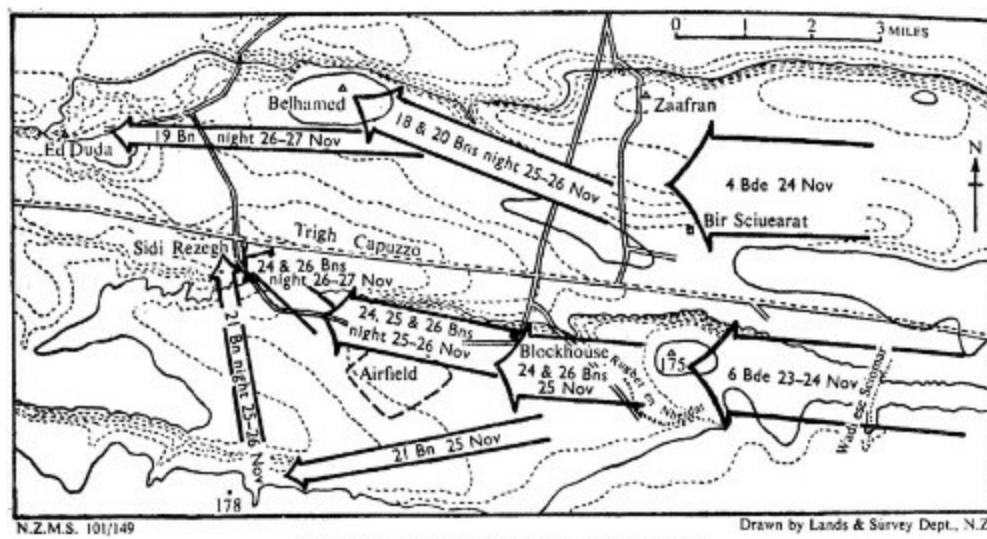 0 1 2 3 MILES
Belhamed
Zaafran
18 & 20 Bns night 25-26 Nov
19 Bn night 26-27 Nov
Ed Duda
N
4 Bde 24 Nov
Bir Sciuearat
Trigh Capuzzo
Sidi Rezegh
24 & 26 Bns
night 26-27 Nov
24, 25 & 26 Bns
night 25-26 Nov
Blockhouse
24 & 26 Bns
25 Nov
175
6 Bde 23-24 Nov
Airfield
21 Bn night 25-26 Nov
21 Bn 25 Nov
178
N.Z.M.S. 101/149
Drawn by Lands & Survey Dept., N.Z